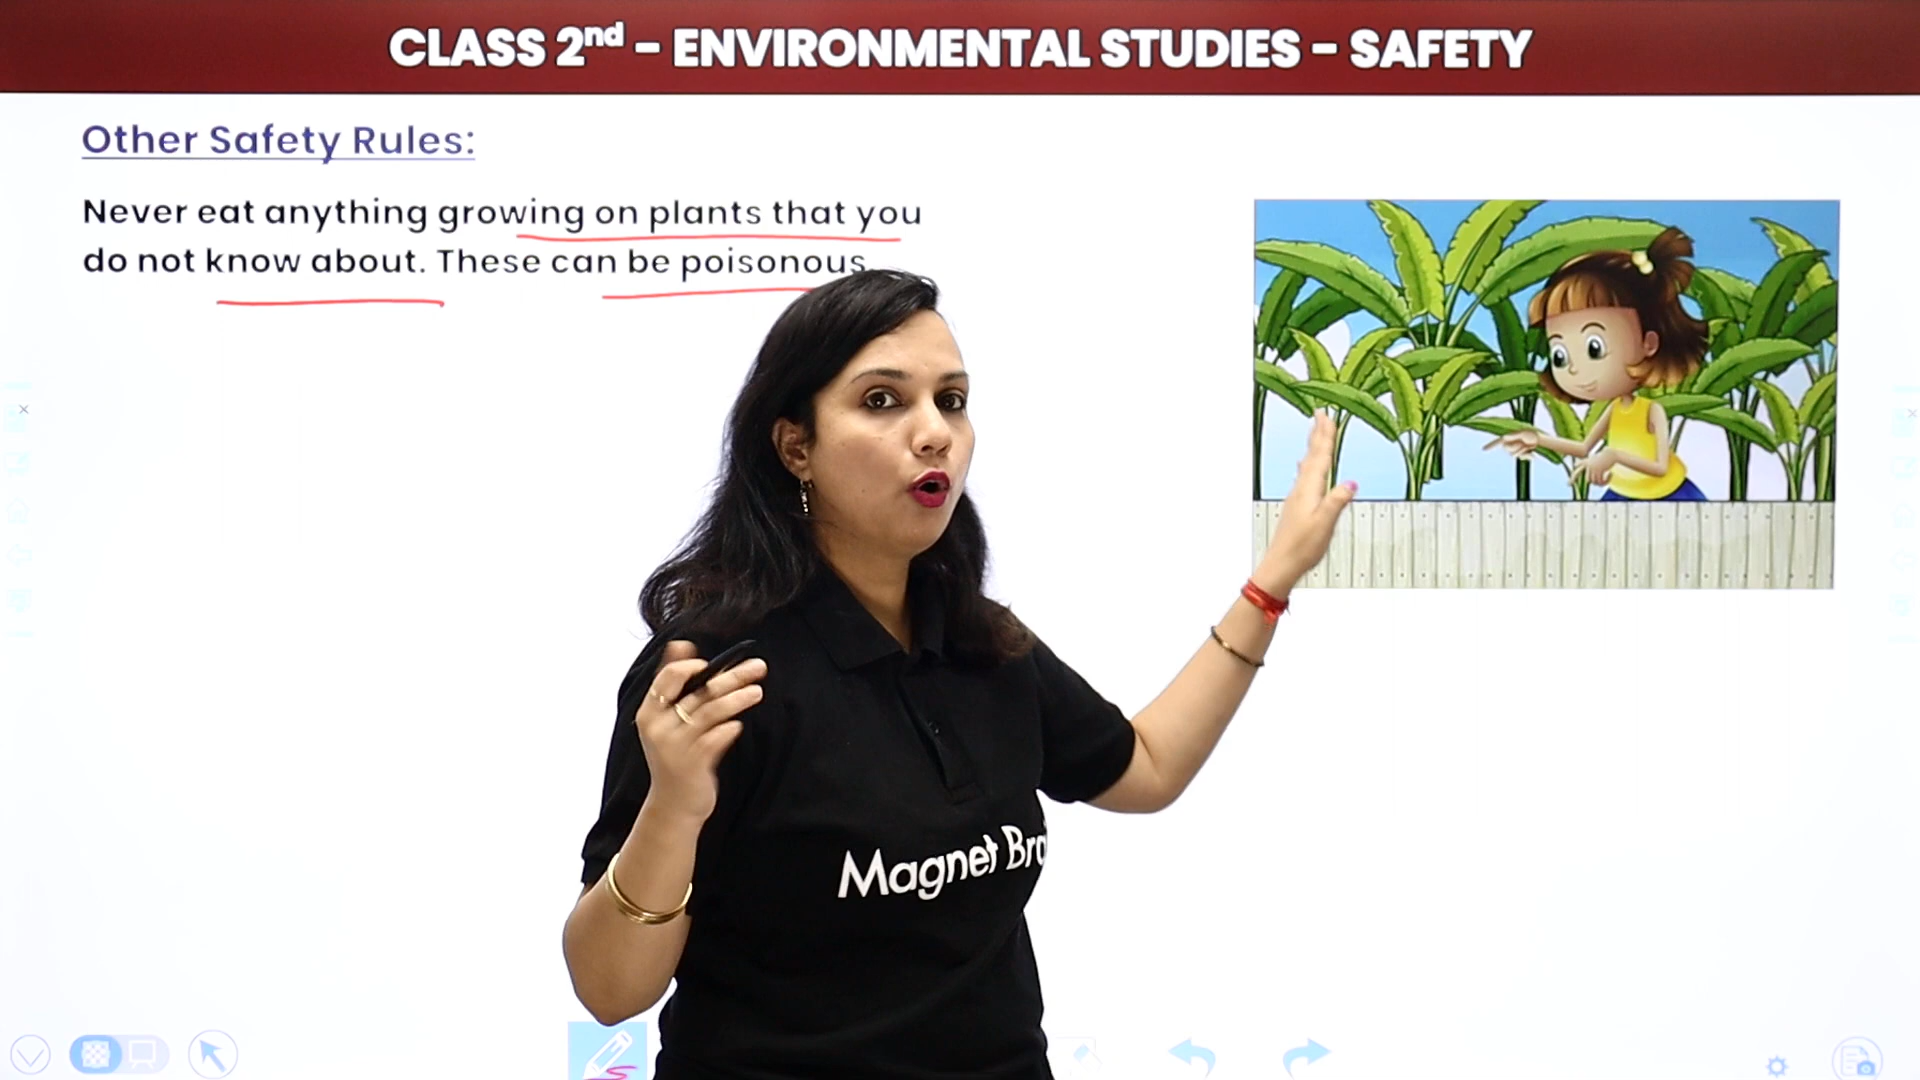 CLASS 2nd - ENVIRONMENTAL STUDIES - SAFETY
Other Safety Rules:
Never eat anything growing on plants that you
do not know about. These can be poisonous
Magnet